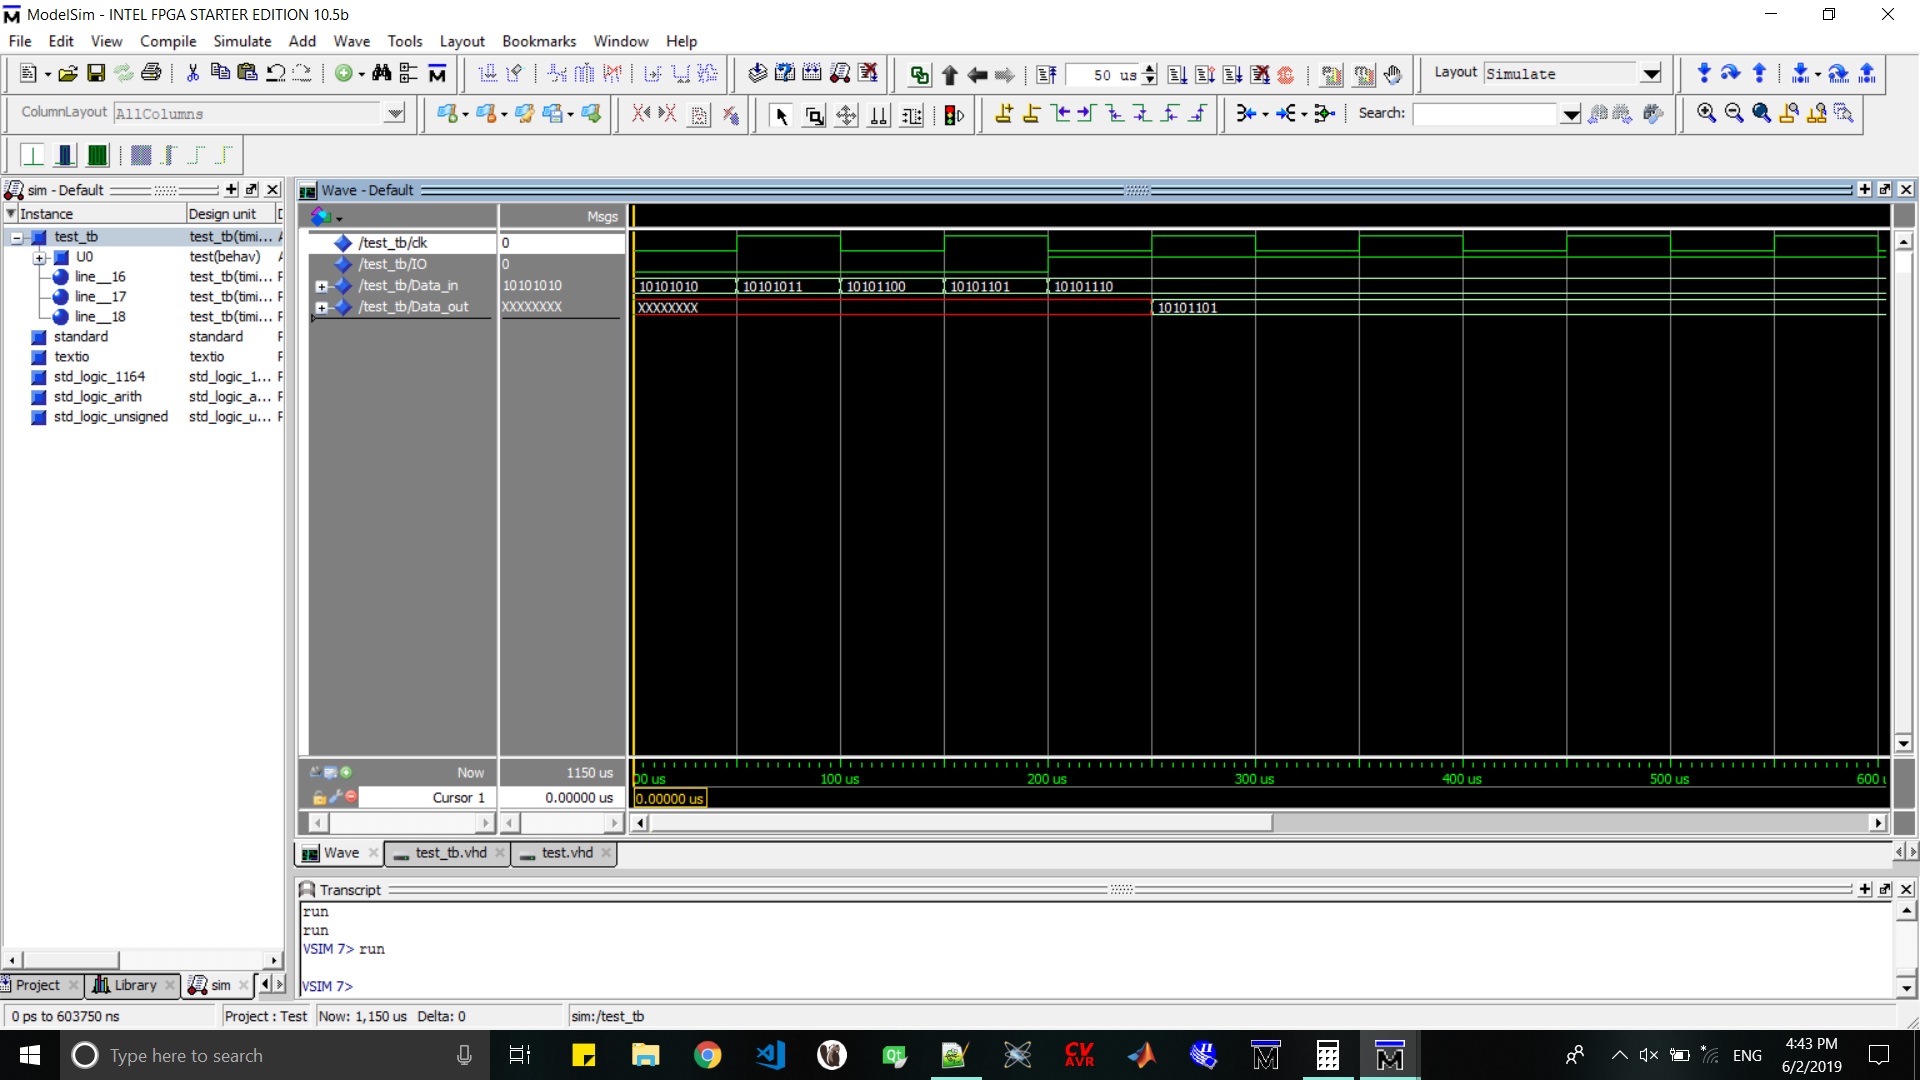 ModelSim - INTEL FPGA STARTER EDITION 10.5b
File Edit View Compile Simulate Add Wave Tools Layout Bookmarks Window Help
50 us
Layout Simulate
ColumnLayout AllColumns
Search:
sim - Default
Instance Design unit
test_tb test_tb(timi...
U0 test(behav)
line__16 test_tb(timi...
line__17 test_tb(timi...
line__18 test_tb(timi...
standard standard
textio textio
std_logic_1164 std_logic_1...
std_logic_arith std_logic_a...
std_logic_unsigned std_logic_u...
Project Library sim
Wave - Default
Msgs
/test_tb/clk 0
/test_tb/IO 0
/test_tb/Data_in 10101010 10101010 10101011 10101100 10101101 10101110
/test_tb/Data_out XXXXXXXX XXXXXXXX 10101101
Now 1150 us 00 us 100 us 200 us 300 us 400 us 500 us 600 u
Cursor 1 0.00000 us 0.00000 us
Wave test_tb.vhd test.vhd
Transcript
run
run
VSIM 7> run
VSIM 7>
0 ps to 603750 ns Project : Test Now: 1,150 us Delta: 0 sim:/test_tb
Type here to search
Qt
CV
AVR
ENG
4:43 PM
6/2/2019